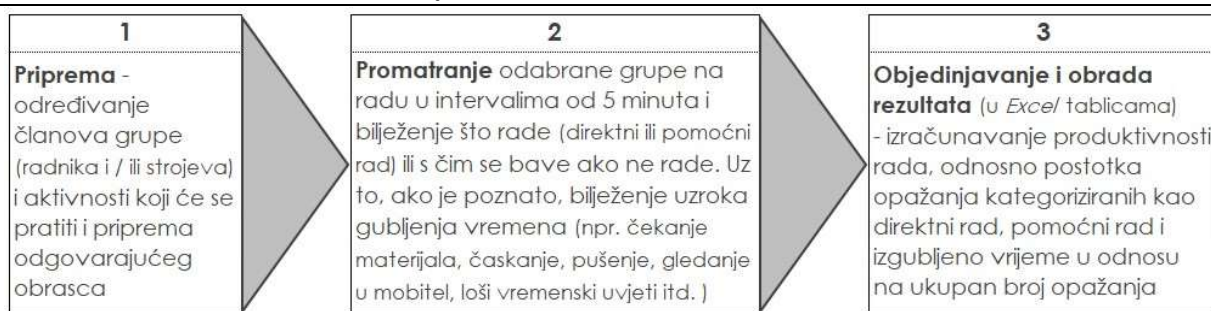 1
Priprema -
određivanje
članova grupe
(radnika i / ili strojeva)
i aktivnosti koji će se
pratiti i priprema
odgovarajućeg
obrasca
2
Promatranje odabrane grupe na
radu u intervalima od 5 minuta i
bilježenje što rade (direktni ili pomoćni
rad) ili s čim se bave ako ne rade. Uz
to, ako je poznato, bilježenje uzroka
gubljenja vremena (npr. čekanje
materijala, časkanje, pušenje, gledanje
u mobitel, loši vremenski uvjeti itd. )
3
Objedinjavanje i obrada
rezultata (u Excel tablicama)
- izračunavanje produktivnosti
rada, odnosno postotka
opažanja kategoriziranih kao
direktni rad, pomoćni rad i
izgubljeno vrijeme u odnosu
na ukupan broj opažanja